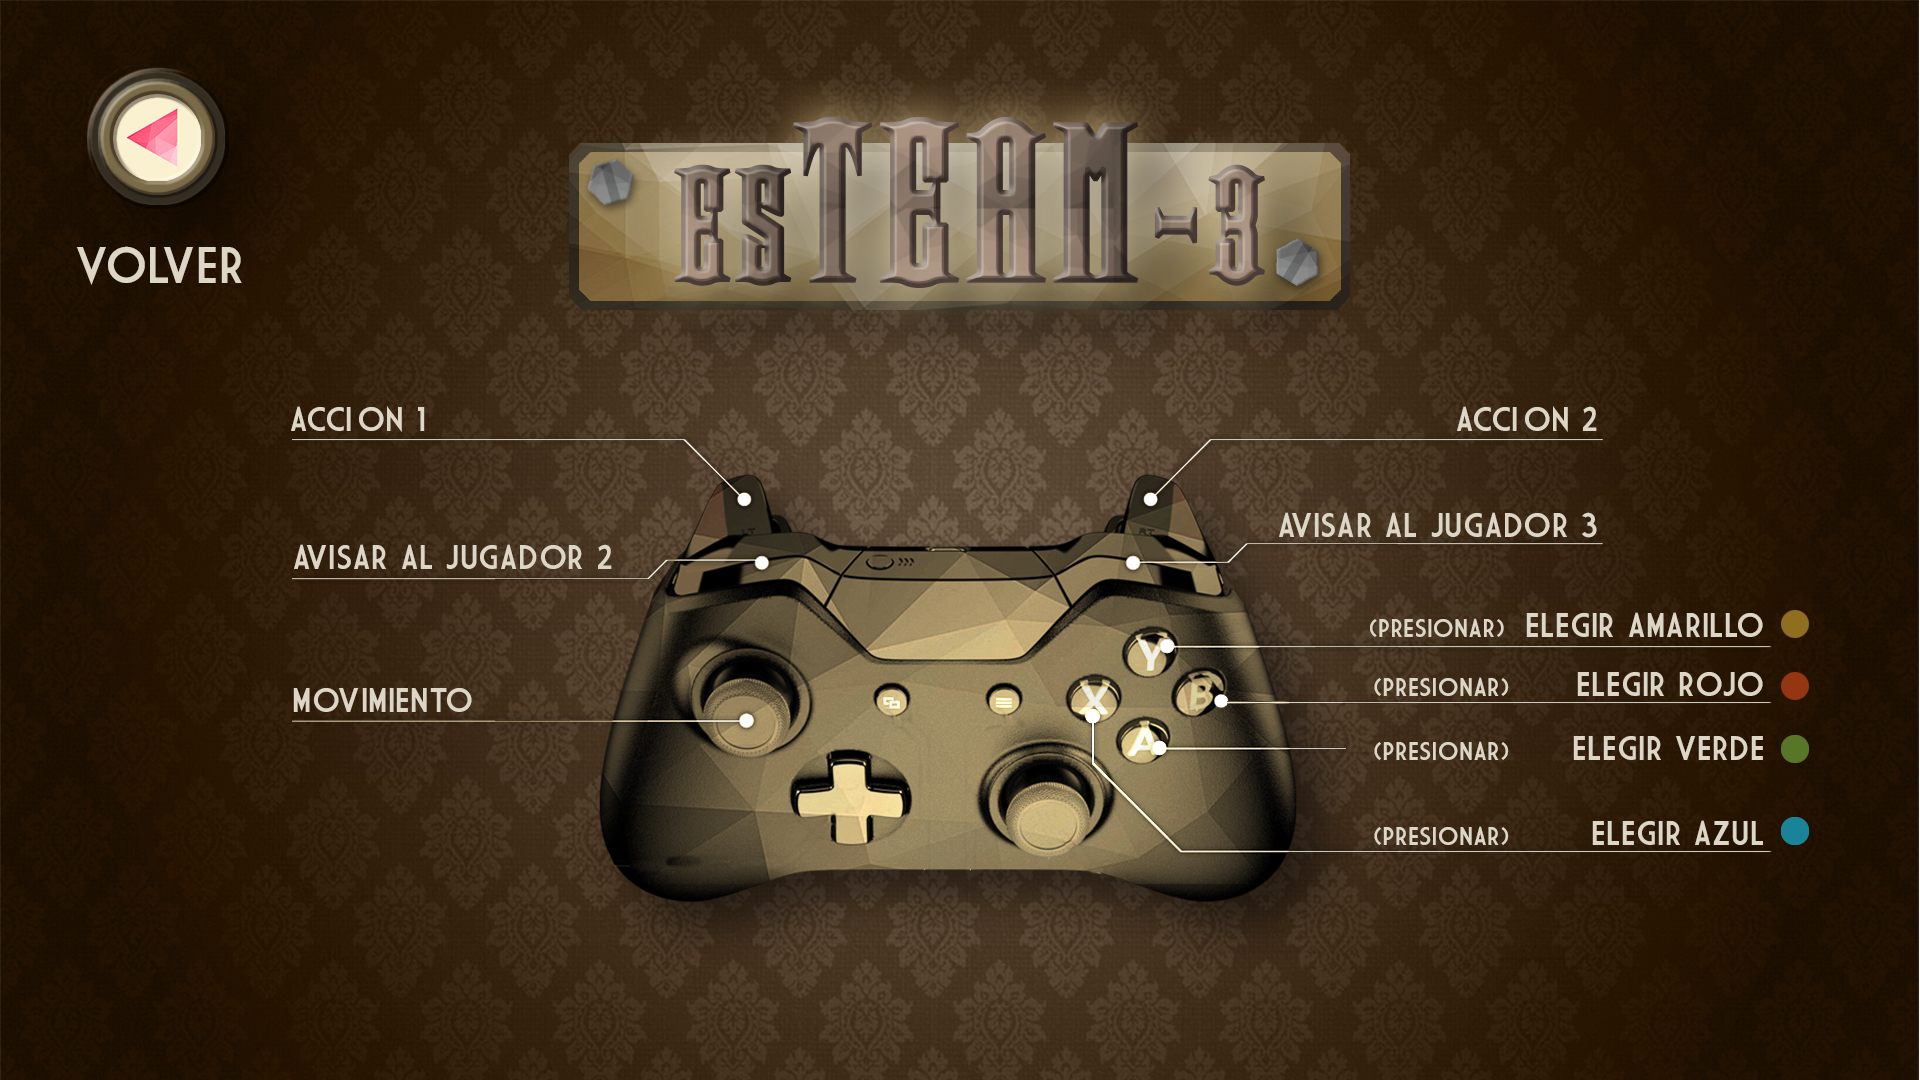 esTEAM-3
VOLVER
ACCION 1
ACCION 2
AVISAR AL JUGADOR 3
AVISAR AL JUGADOR 2
(PRESIONAR) ELEGIR AMARILLO
Y
(PRESIONAR) ELEGIR ROJO
X B
MOVIMIENTO
A
(PRESIONAR) ELEGIR VERDE
(PRESIONAR) ELEGIR AZUL